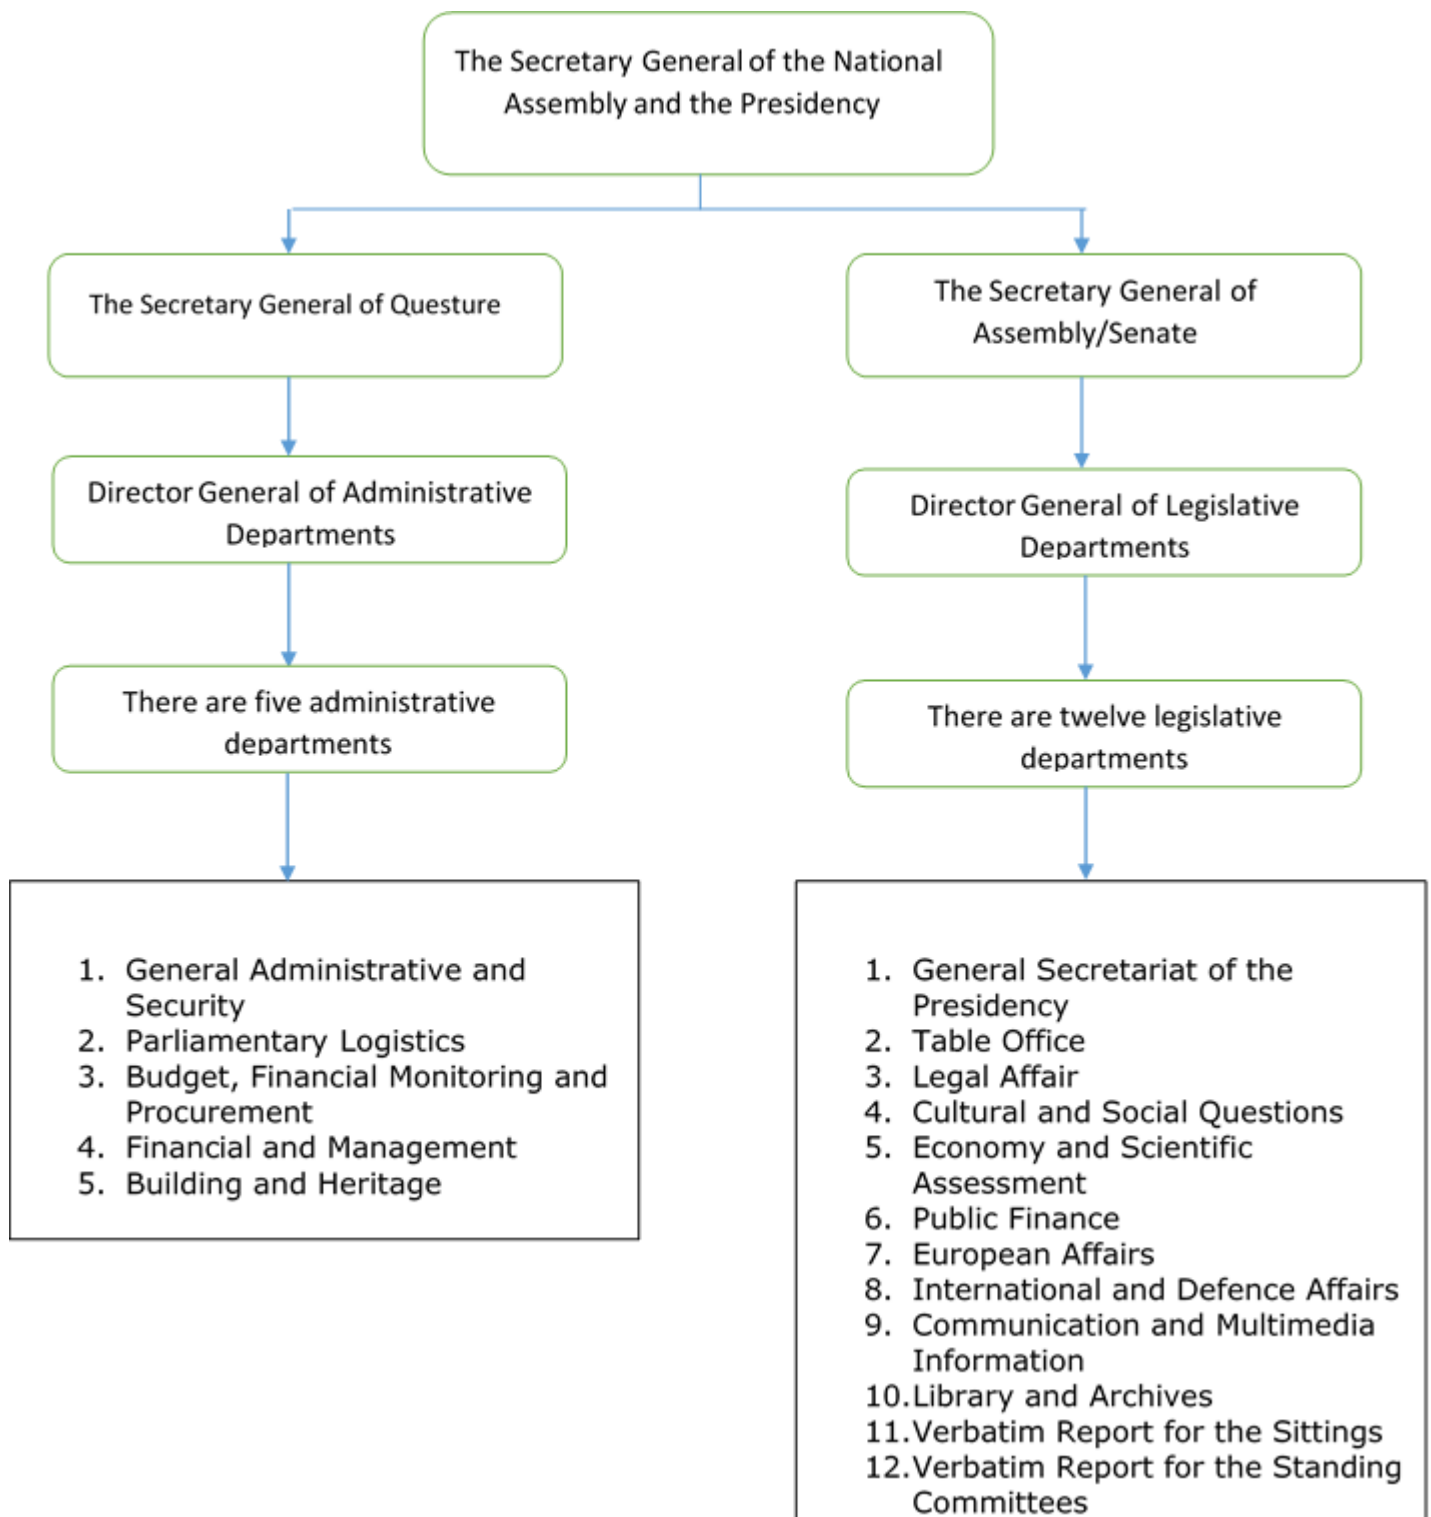 The Secretary General of the National
Assembly and the Presidency
The Secretary General of Questure
The Secretary General of
Assembly/Senate
Director General of Administrative
Departments
Director General of Legislative
Departments
There are five administrative
departments
There are twelve legislative
departments
1. General Administrative and
Security
2. Parliamentary Logistics
3. Budget, Financial Monitoring and
Procurement
4. Financial and Management
5. Building and Heritage
1. General Secretariat of the
Presidency
2. Table Office
3. Legal Affair
4. Cultural and Social Questions
5. Economy and Scientific
Assessment
6. Public Finance
7. European Affairs
8. International and Defence Affairs
9. Communication and Multimedia
Information
10.Library and Archives
11.Verbatim Report for the Sittings
12.Verbatim Report for the Standing
Committees